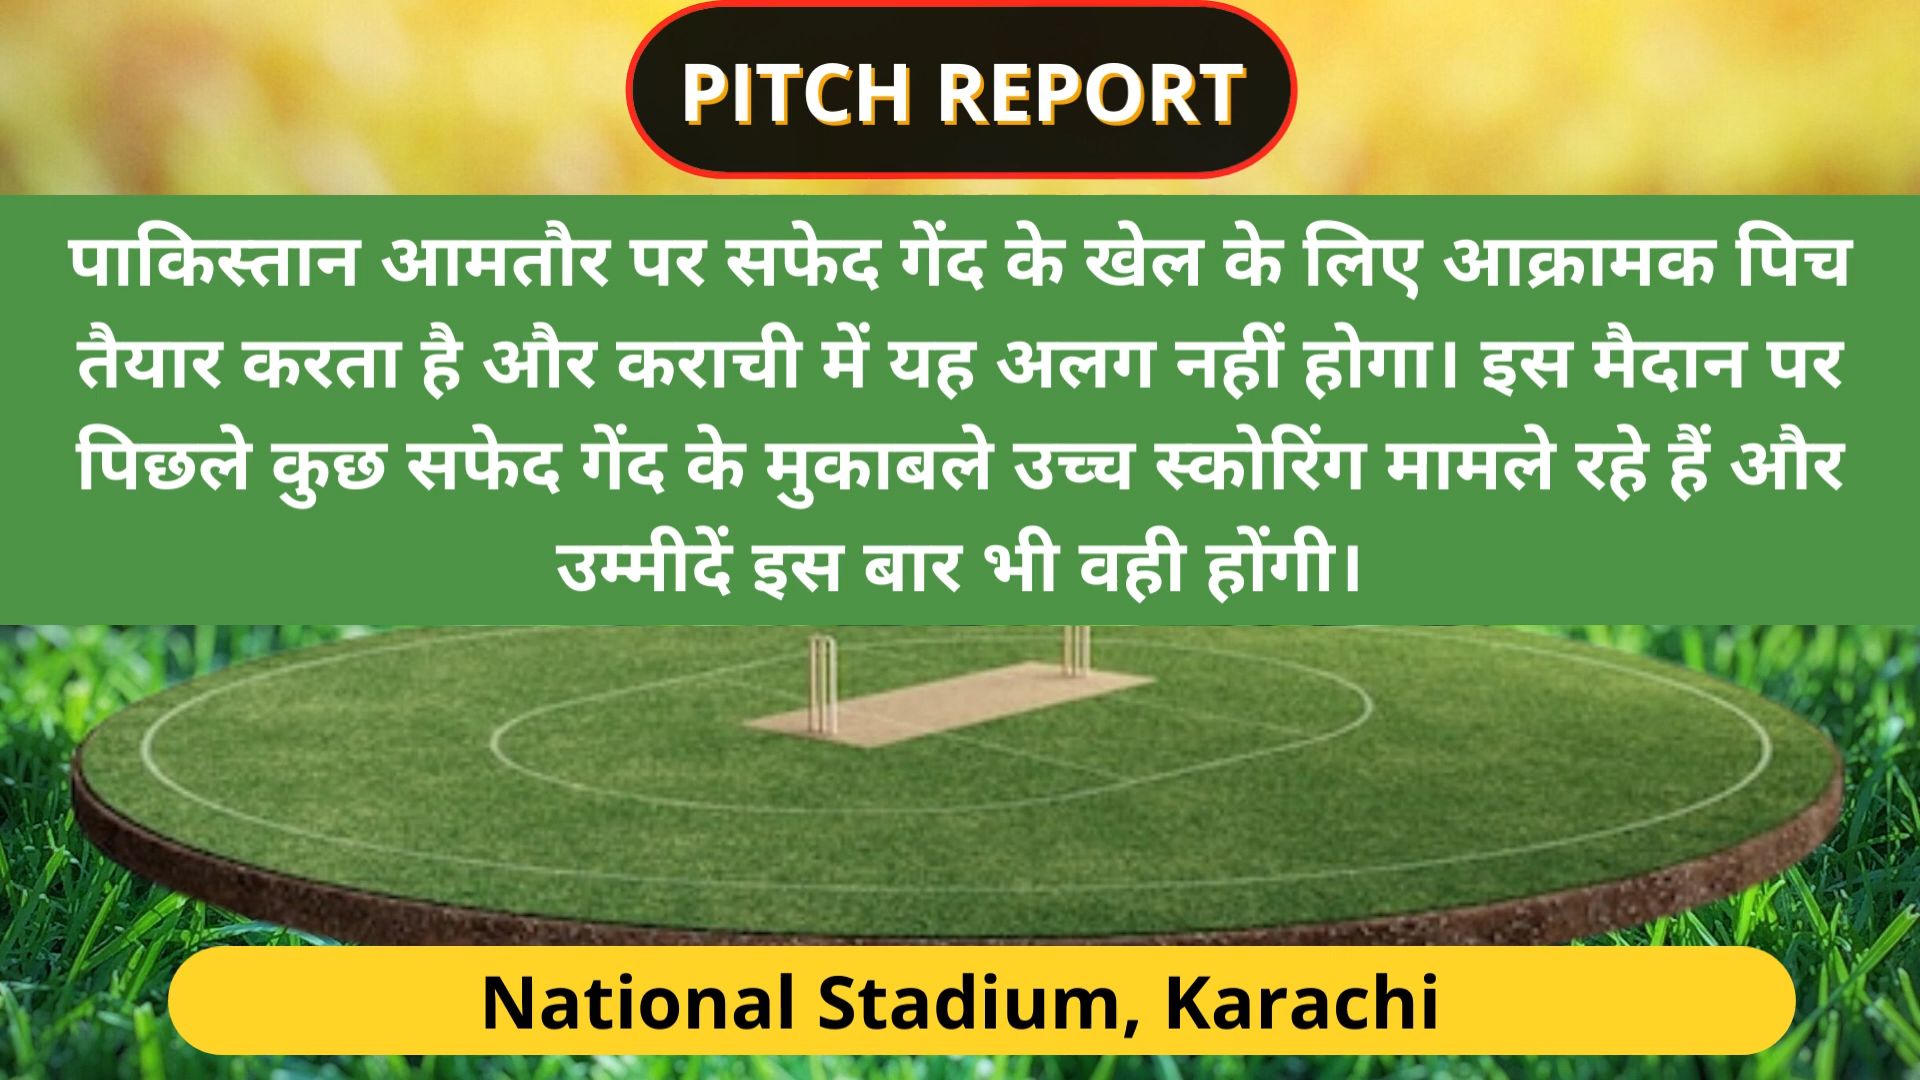 PITCH REPORT
पाकिस्तान आमतौर पर सफेद गेंद के खेल के लिए आक्रामक पिच
तैयार करता है और कराची में यह अलग नहीं होगा। इस मैदान पर
पिछले कुछ सफेद गेंद के मुकाबले उच्च स्कोरिंग मामले रहे हैं और
उम्मीदें इस बार भी वही होंगी।
National Stadium, Karachi